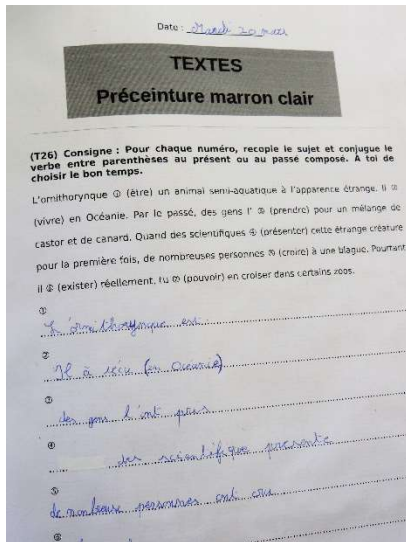 Date : Mardi 20 mars
TEXTES
Préceinture marron clair
(T26) Consigne : Pour chaque numéro, recopie le sujet et conjugue le
verbe entre parenthèses au présent ou au passé composé. A toi de
choisir le bon temps.
L'ornithorynque ① (être) un animal semi-aquatique à l'apparence étrange. Il ②
(vivre) en Océanie. Par le passé, des gens l' ③ (prendre) pour un mélange de
castor et de canard. Quand des scientifiques ④ (présenter) cette étrange créature
pour la première fois, de nombreuses personnes ⑤ (croire) à une blague. Pourtant
il ⑥ (exister) réellement, tu ⑦ (pouvoir) en croiser dans certains zoos.
①
L'ornithorynque est
②
Il à vécu (en Océanie)
③
des gens l'ont pris
④
des scientifique présente
⑤
de nombreuse personnes ont cru
⑥